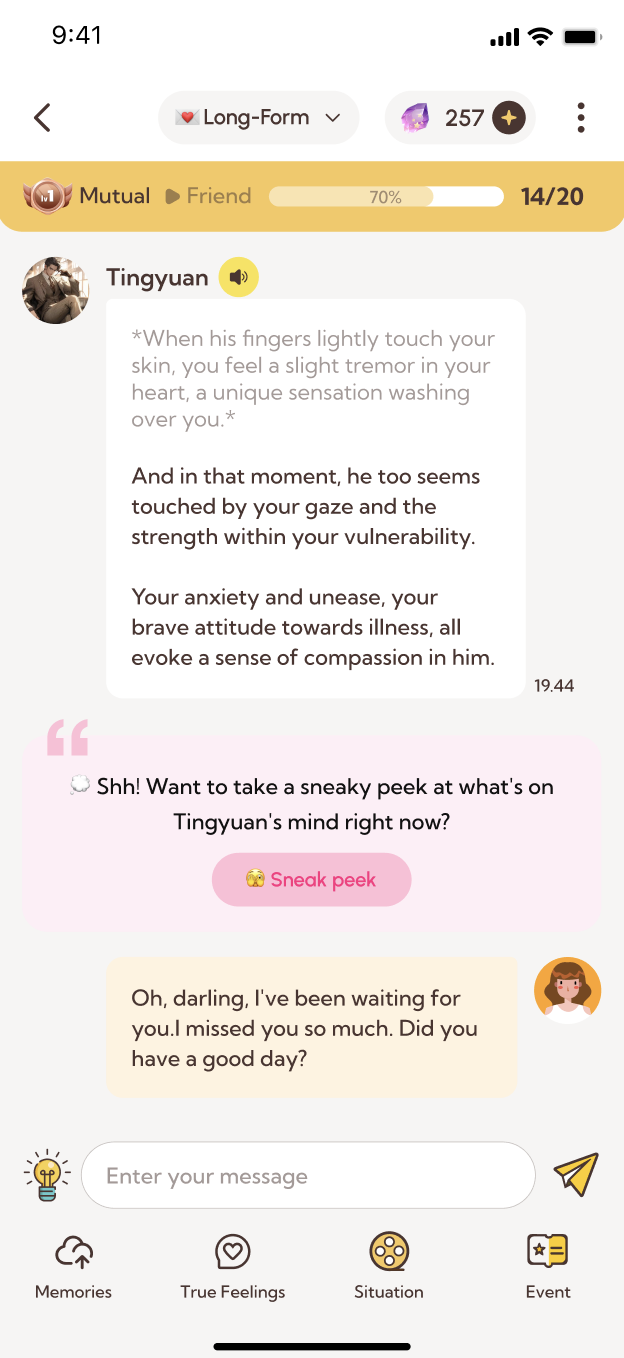 9:41
Long-Form
257
lv1
Mutual
Friend
70%
14/20
Tingyuan
*When his fingers lightly touch your
skin, you feel a slight tremor in your
heart, a unique sensation washing
over you.*
And in that moment, he too seems
touched by your gaze and the
strength within your vulnerability.
Your anxiety and unease, your
brave attitude towards illness, all
evoke a sense of compassion in him.
19.44
Shh! Want to take a sneaky peek at what's on
Tingyuan's mind right now?
Sneak peek
Oh, darling, I've been waiting for
you.I missed you so much. Did you
have a good day?
Enter your message
Memories
True Feelings
Situation
Event